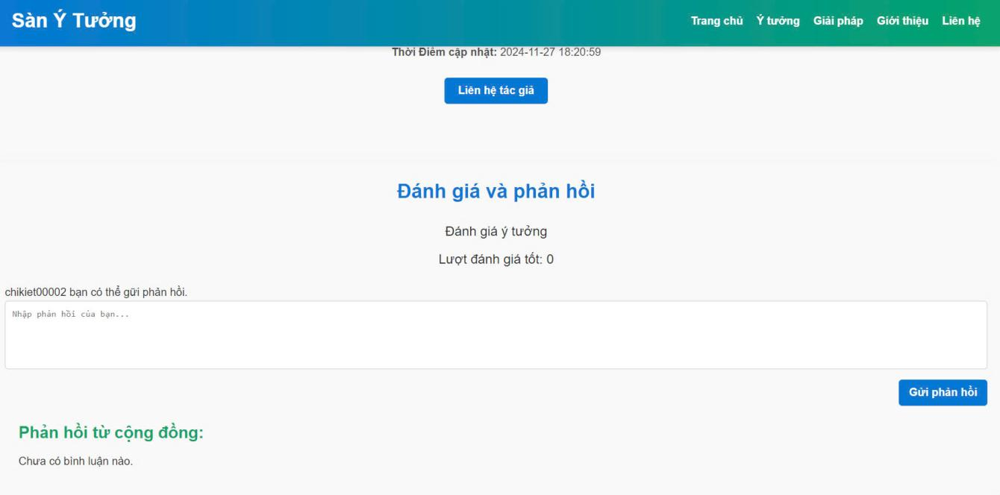 Sàn Ý Tưởng
Trang chủ Ý tưởng Giải pháp Giới thiệu Liên hệ
Thời Điểm cập nhật: 2024-11-27 18:20:59
Liên hệ tác giả
Đánh giá và phản hồi
Đánh giá ý tưởng
Lượt đánh giá tốt: 0
chikiet00002 bạn có thể gửi phản hồi.
Nhập phản hồi của bạn...
Gửi phản hồi
Phản hồi từ cộng đồng:
Chưa có bình luận nào.